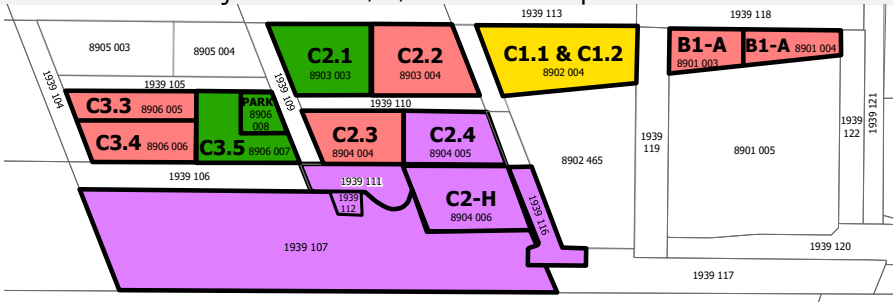 1939 113
1939 118
8905 003
8905 004
C2.1
8903 003
C2.2
8903 004
C1.1 & C1.2
8902 004
B1-A
8901 003
B1-A 8901 004
1939 104
1939 105
1939 109
1939 110
C3.3 8906 005
PARK
8906
008
C3.4 8906 006
C3.5 8906 007
C2.3
8904 004
C2.4
8904 005
8902 465
1939
119
8901 005
1939
122
1939 121
1939 106
1939 111
1939
112
C2-H
8904 006
1939 116
1939 107
1939 120
1939 117